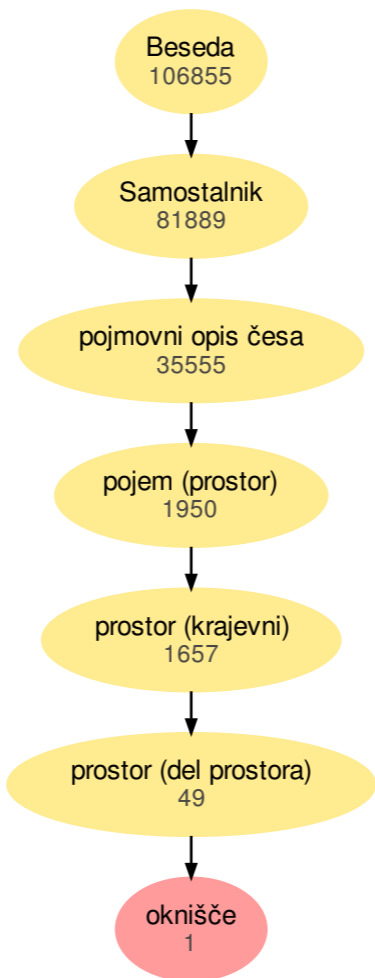 Beseda
106855
Samostalnik
81889
pojmovni opis česa
35555
pojem (prostor)
1950
prostor (krajevni)
1657
prostor (del prostora)
49
oknišče
1